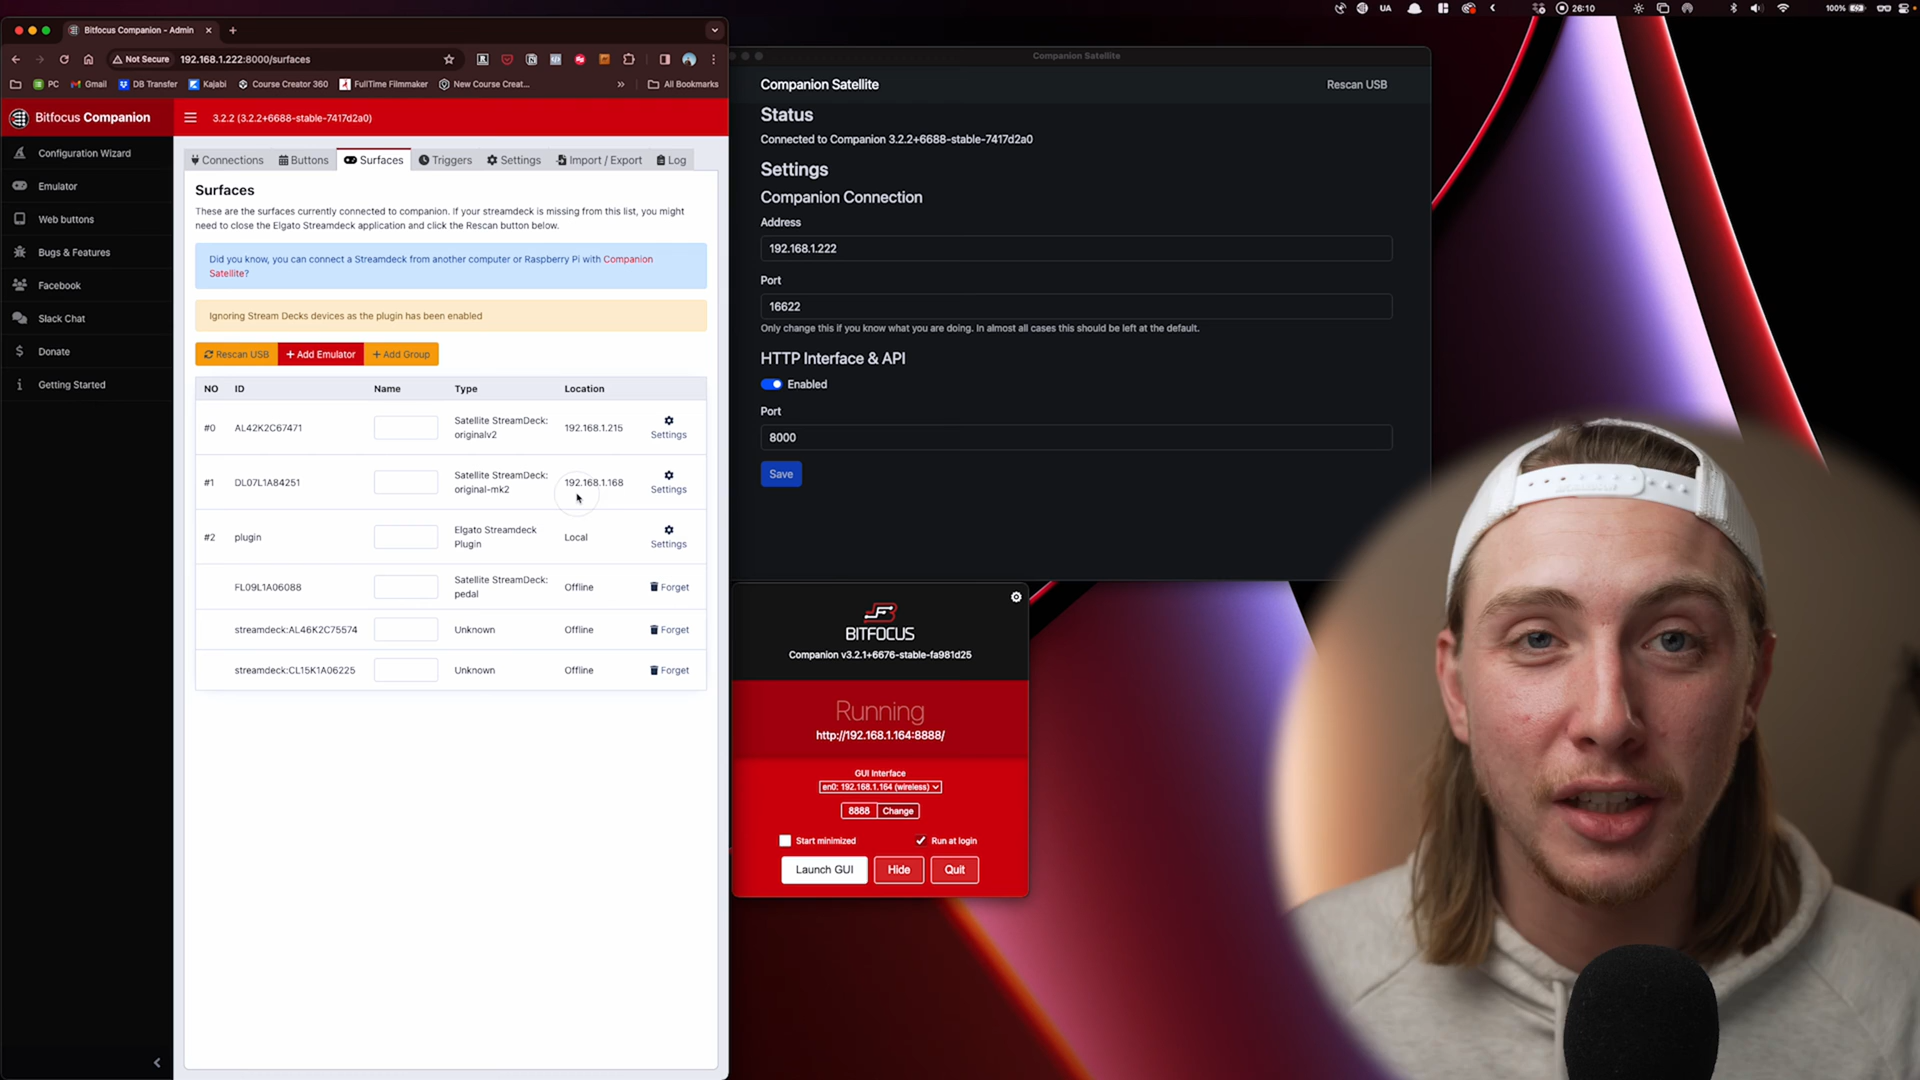 UA
26:10
100%
Bitfocus Companion - Admin
Not Secure
192.168.1.222:8000/surfaces
PC
Gmail
DB Transfer
Kajabi
Course Creator 360
FullTime Filmmaker
New Course Creat...
»
All Bookmarks
Bitfocus Companion
3.2.2 (3.2.2+6688-stable-7417d2a0)
Configuration Wizard
Emulator
Web buttons
Bugs & Features
Facebook
Slack Chat
Donate
Getting Started
Connections
Buttons
Surfaces
Triggers
Settings
Import / Export
Log
Surfaces
These are the surfaces currently connected to companion. If your streamdeck is missing from this list, you might
need to close the Elgato Streamdeck application and click the Rescan button below.
Did you know, you can connect a Streamdeck from another computer or Raspberry Pi with Companion
Satellite?
Ignoring Stream Decks devices as the plugin has been enabled
Rescan USB
+ Add Emulator
+ Add Group
NO ID Name Type Location
#0 AL42K2C67471 Satellite StreamDeck: originalv2 192.168.1.215 Settings
#1 DL07L1A84251 Satellite StreamDeck: original-mk2 192.168.1.168 Settings
#2 plugin Elgato Streamdeck Plugin Local Settings
FL09L1A06088 Satellite StreamDeck: pedal Offline Forget
streamdeck:AL46K2C75574 Unknown Offline Forget
streamdeck:CL15K1A06225 Unknown Offline Forget
Companion Satellite
Companion Satellite
Rescan USB
Status
Connected to Companion 3.2.2+6688-stable-7417d2a0
Settings
Companion Connection
Address
192.168.1.222
Port
16622
Only change this if you know what you are doing. In almost all cases this should be left at the default.
HTTP Interface & API
Enabled
Port
8000
Save
BITFOCUS
Companion v3.2.1+6676-stable-fa981d25
Running
http://192.168.1.164:8888/
GUI Interface
en0: 192.168.1.164 (wireless)
8888 Change
Start minimized
Run at login
Launch GUI
Hide
Quit